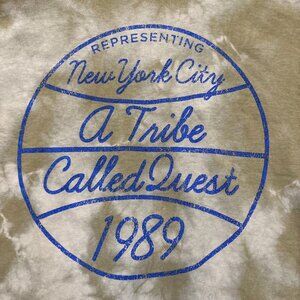 REPRESENTING
New York City
A Tribe
Called Quest
1989